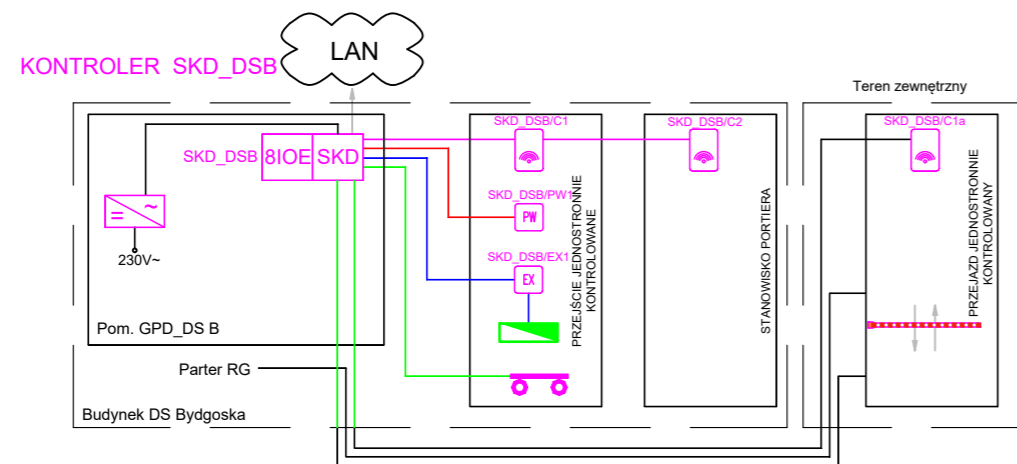 LAN
KONTROLER SKD_DSB
Teren zewnętrzny
SKD_DSB/C1
SKD_DSB/C2
SKD_DSB/C1a
SKD_DSB
8IOE
SKD
SKD_DSB/PW1
PW
230V~
SKD_DSB/EX1
EX
PRZEJŚCIE JEDNOSTRONNIE
KONTROLOWANE
STANOWISKO PORTIERA
PRZEJAZD JEDNOSTRONNIE
KONTROLOWANY
Pom. GPD_DS B
Parter RG
Budynek DS Bydgoska